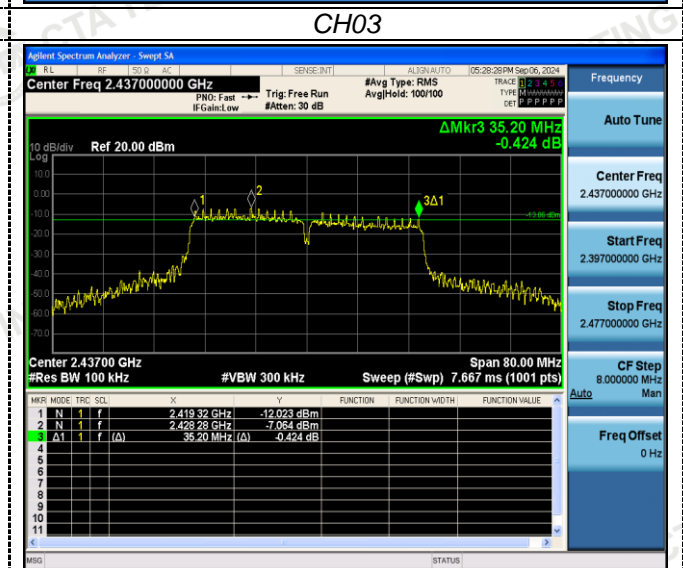 CH03
Agilent Spectrum Analyzer - Swept SA
RL RF 50 Ω AC SENSE:INT ALIGN AUTO 05:28:28 PM Sep 06, 2024
Center Freq 2.437000000 GHz
PNO: Fast
IFGain:Low
Trig: Free Run
#Atten: 30 dB
#Avg Type: RMS
Avg|Hold: 100/100
TRACE 1 2 3 4 5 6
TYPE M
DET P P P P P P
ΔMkr3 35.20 MHz
-0.424 dB
10 dB/div Ref 20.00 dBm
Log
10.0
0.00
-10.0
-20.0
-30.0
-40.0
-50.0
-60.0
-70.0
1
2
3Δ1
Center 2.43700 GHz Span 80.00 MHz
#Res BW 100 kHz #VBW 300 kHz Sweep (#Swp) 7.667 ms (1001 pts)
MKR MODE TRC SCL X Y FUNCTION FUNCTION WIDTH FUNCTION VALUE
1 N 1 f 2.419 32 GHz -12.023 dBm
2 N 1 f 2.428 28 GHz -7.064 dBm
3 Δ1 1 f (Δ) 35.20 MHz (Δ) -0.424 dB
4
5
6
7
8
9
10
11
MSG STATUS
Frequency
Auto Tune
Center Freq
2.437000000 GHz
Start Freq
2.397000000 GHz
Stop Freq
2.477000000 GHz
CF Step
8.000000 MHz
Auto Man
Freq Offset
0 Hz